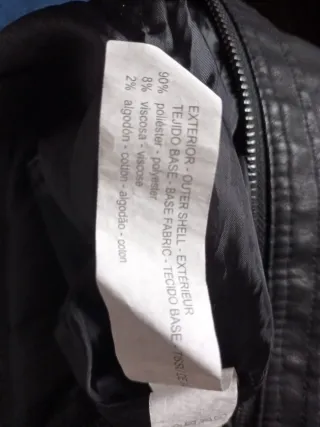 EXTERIOR - OUTER SHELL - EXTÉRIEUR
TEJIDO BASE - BASE FABRIC - TECIDO BASE
90% poliéster - polyester
8% viscosa - viscose
2% algodón - cotton - algodão - coton